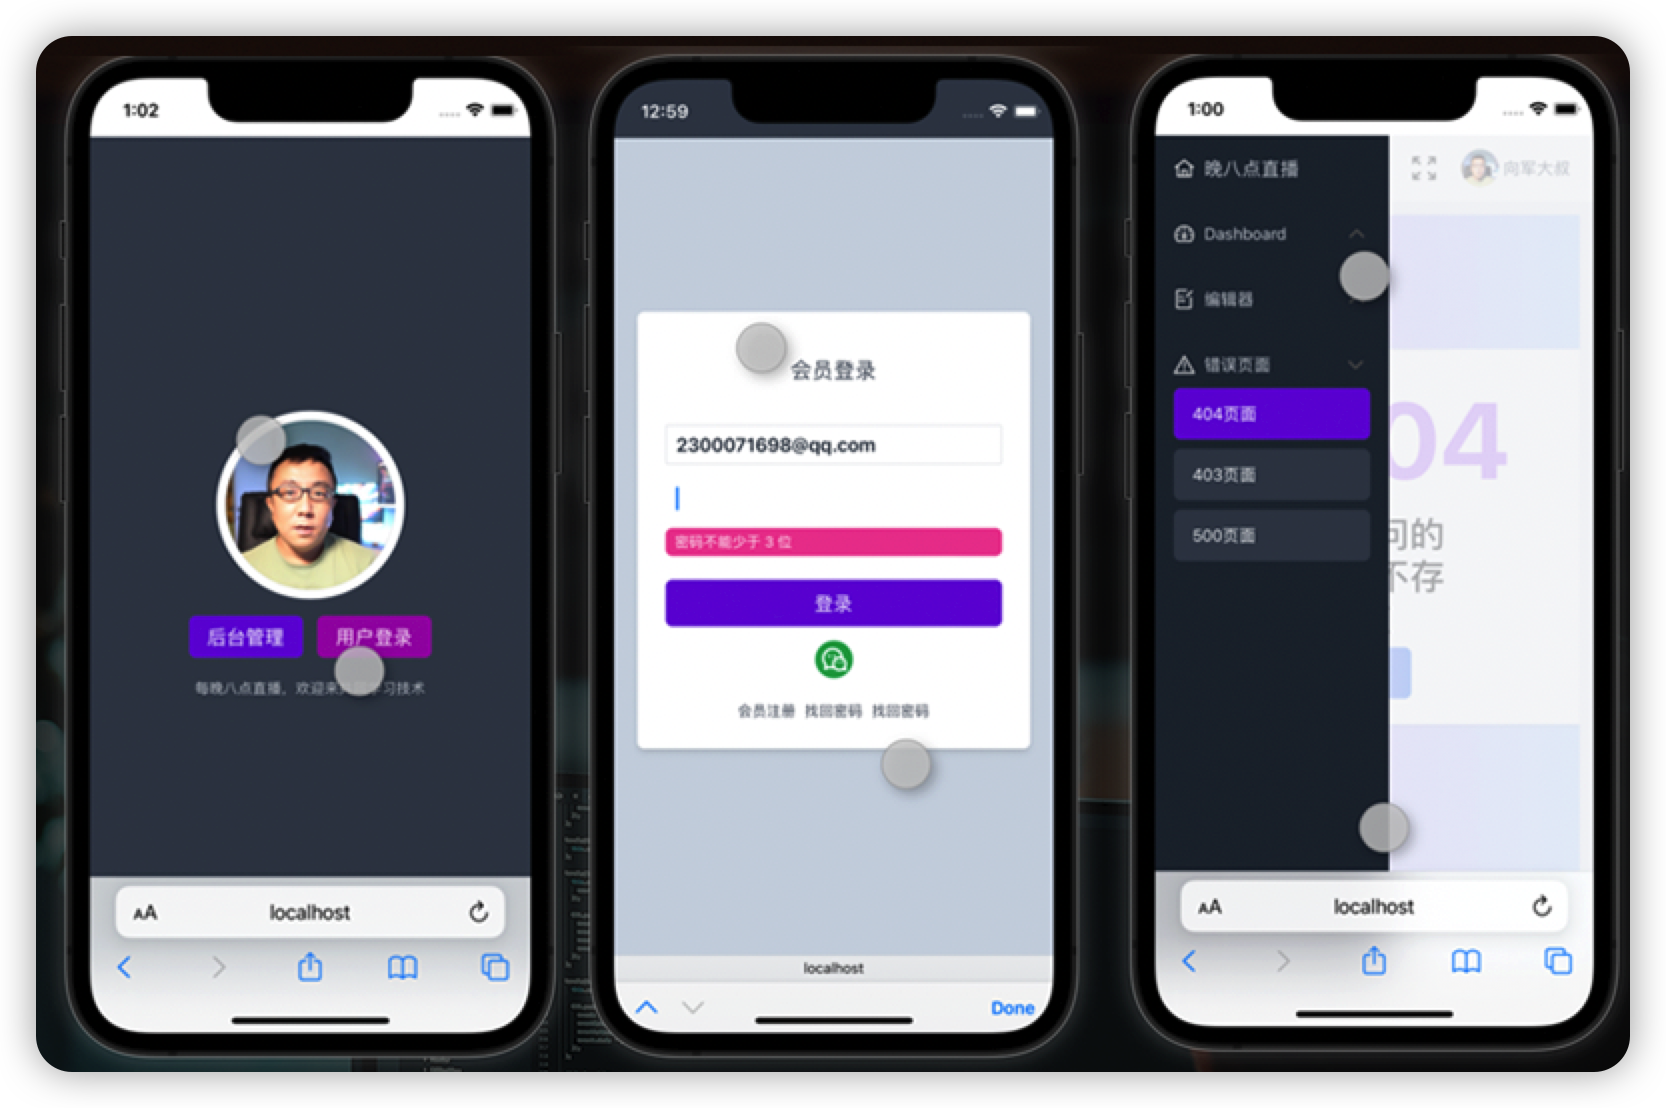 1:02
后台管理 用户登录
每晚八点直播，欢迎来 学习技术
AA localhost
12:59
会员登录
2300071698@qq.com
密码不能少于 3 位
登录
会员注册 找回密码 找回密码
localhost
Done
1:00
晚八点直播
向军大叔
Dashboard
编辑器
错误页面
404页面
403页面
500页面
04
问的
不存
AA localhost